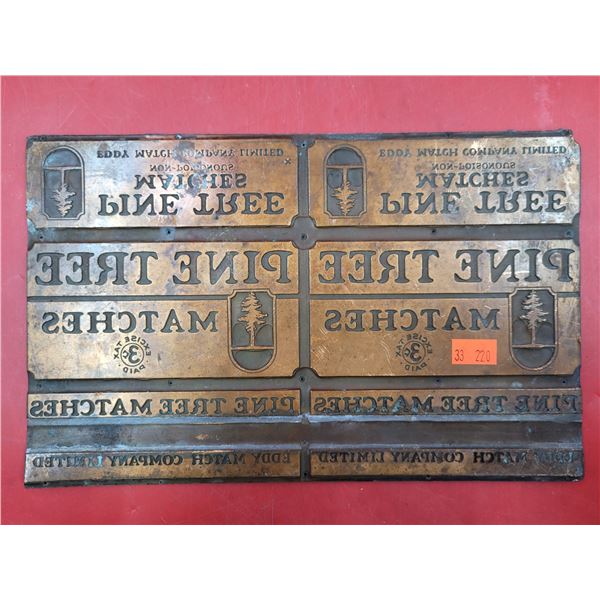 EDDY MATCH COMPANY LIMITED
NON-POISONOUS
MATCHES
PINE TREE
EDDY MATCH COMPANY LIMITED
NON-POISONOUS
MATCHES
PINE TREE
PINE TREE
PINE TREE
MATCHES
EXCISE TAX
3¢
PAID
MATCHES
EXCISE TAX
3¢
PAID
33 220
PINE TREE MATCHES
PINE TREE MATCHES
EDDY MATCH COMPANY LIMITED
EDDY MATCH COMPANY LIMITED